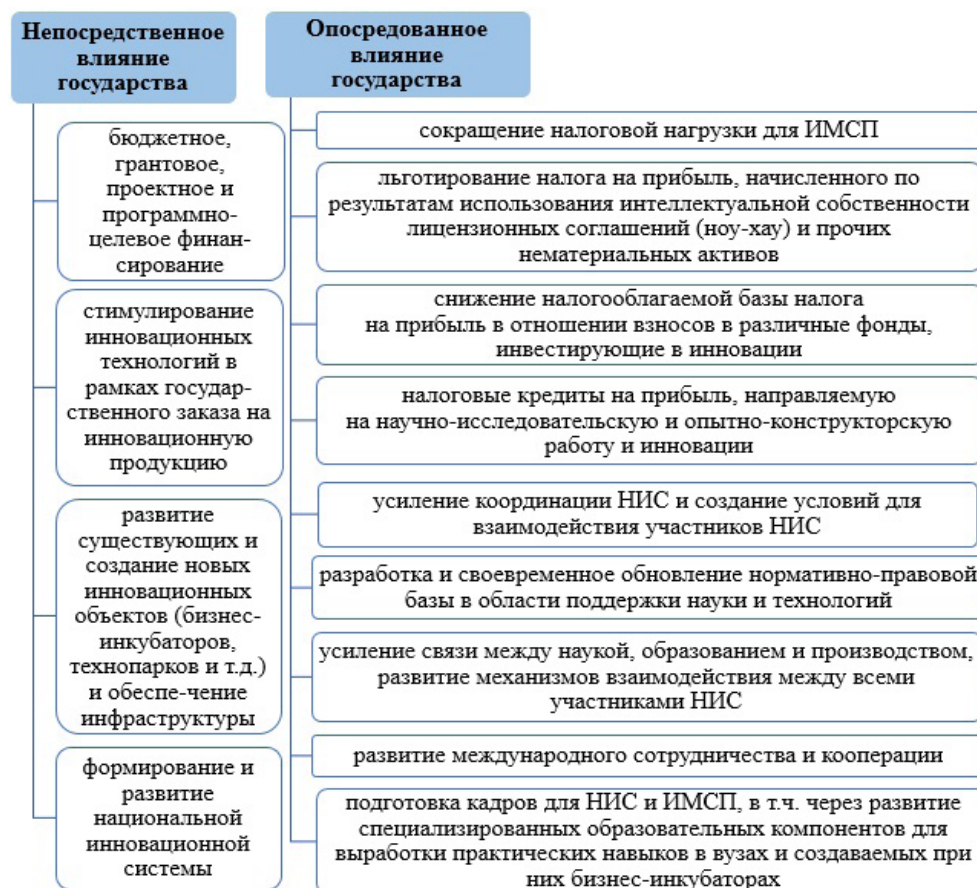 Непосредственное
влияние
государства
бюджетное,
грантовое,
проектное и
программно-
целевое финан-
сирование
стимулирование
инновационных
технологий в
рамках государ-
ственного заказа на
инновационную
продукцию
развитие
существующих и
создание новых
инновационных
объектов (бизнес-
инкубаторов,
технопарков и т.д.)
и обеспе-чение
инфраструктуры
формирование и
развитие
национальной
инновационной
системы
Опосредованное
влияние
государства
сокращение налоговой нагрузки для ИМСП
льготирование налога на прибыль, начисленного по
результатам использования интеллектуальной собственности
лицензионных соглашений (ноу-хау) и прочих
нематериальных активов
снижение налогооблагаемой базы налога
на прибыль в отношении взносов в различные фонды,
инвестирующие в инновации
налоговые кредиты на прибыль, направляемую
на научно-исследовательскую и опытно-конструкторскую
работу и инновации
усиление координации НИС и создание условий для
взаимодействия участников НИС
разработка и своевременное обновление нормативно-правовой
базы в области поддержки науки и технологий
усиление связи между наукой, образованием и производством,
развитие механизмов взаимодействия между всеми
участниками НИС
развитие международного сотрудничества и кооперации
подготовка кадров для НИС и ИМСП, в т.ч. через развитие
специализированных образовательных компонентов для
выработки практических навыков в вузах и создаваемых при
них бизнес-инкубаторах